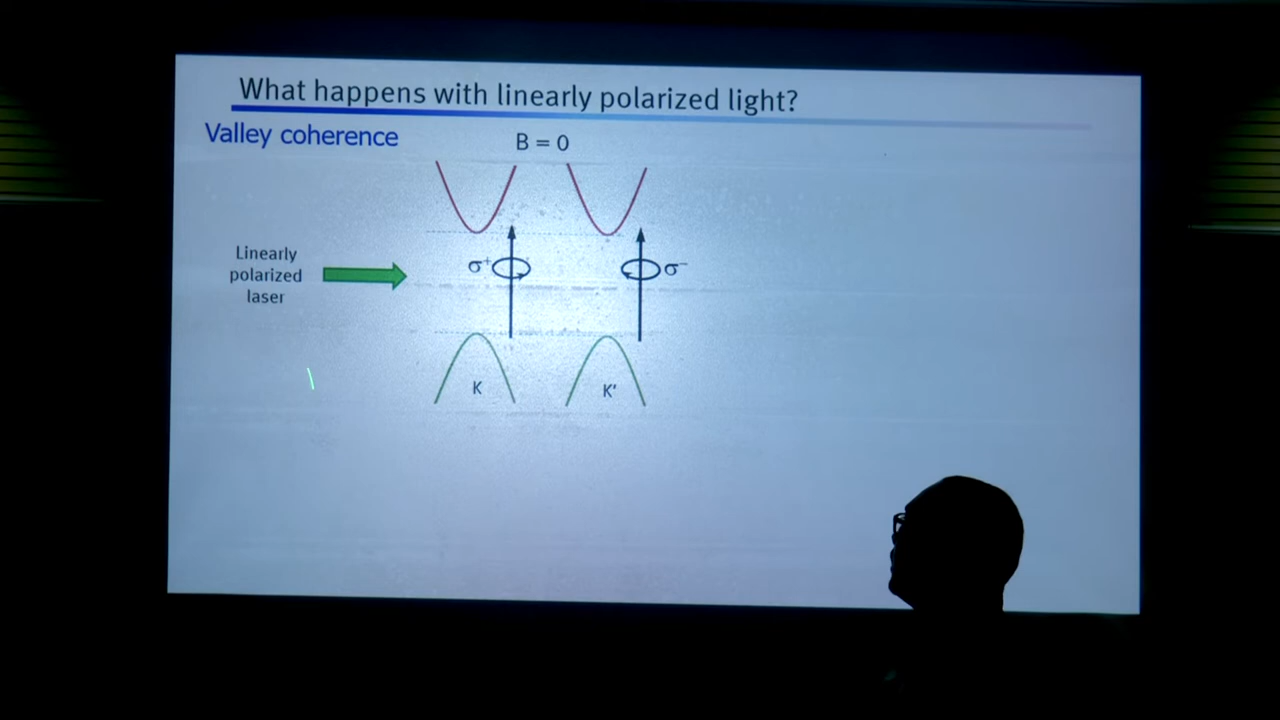 What happens with linearly polarized light?
Valley coherence
B = 0
Linearly
polarized
laser
σ⁺
σ⁻
K
K'